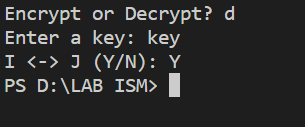 Encrypt or Decrypt? d
Enter a key: key
I <-> J (Y/N): Y
PS D:\LAB ISM>